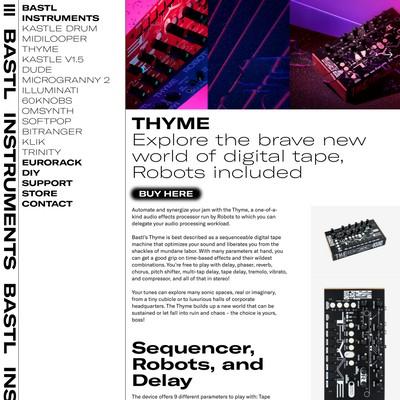 BASTL INSTRUMENTS BASTL INS
BASTL
INSTRUMENTS
KASTLE DRUM
MIDILOOPER
THYME
KASTLE V1.5
DUDE
MICROGRANNY 2
ILLUMINATI
60KNOBS
OMSYNTH
SOFTPOP
BITRANGER
KLIK
TRINITY
EURORACK
DIY
SUPPORT
STORE
CONTACT
THYME
Explore the brave new
world of digital tape,
Robots included
BUY HERE
Automate and synergize your jam with the Thyme, a one-of-a-
kind audio effects processor run by Robots to which you can
delegate your audio processing workload.
Bastl's Thyme is best described as a sequenceable digital tape
machine that optimizes your sound and liberates you from the
shackles of mundane labor. With many parameters at hand, you
can get a good grip on time-based effects and their wildest
combinations. You're free to play with delay, phaser, reverb,
chorus, pitch shifter, multi-tap delay, tape delay, tremolo, vibrato,
and compressor, and all of that in stereo!
Your tunes can explore many sonic spaces, real or imaginery,
from a tiny cubicle or to luxurious halls of corporate
headquarters. The Thyme builds up a new world that can be
sustained or let fall into ruin and chaos – the choice is yours,
boss!
Sequencer,
Robots, and
Delay
The device offers 9 different parameters to play with: Tape